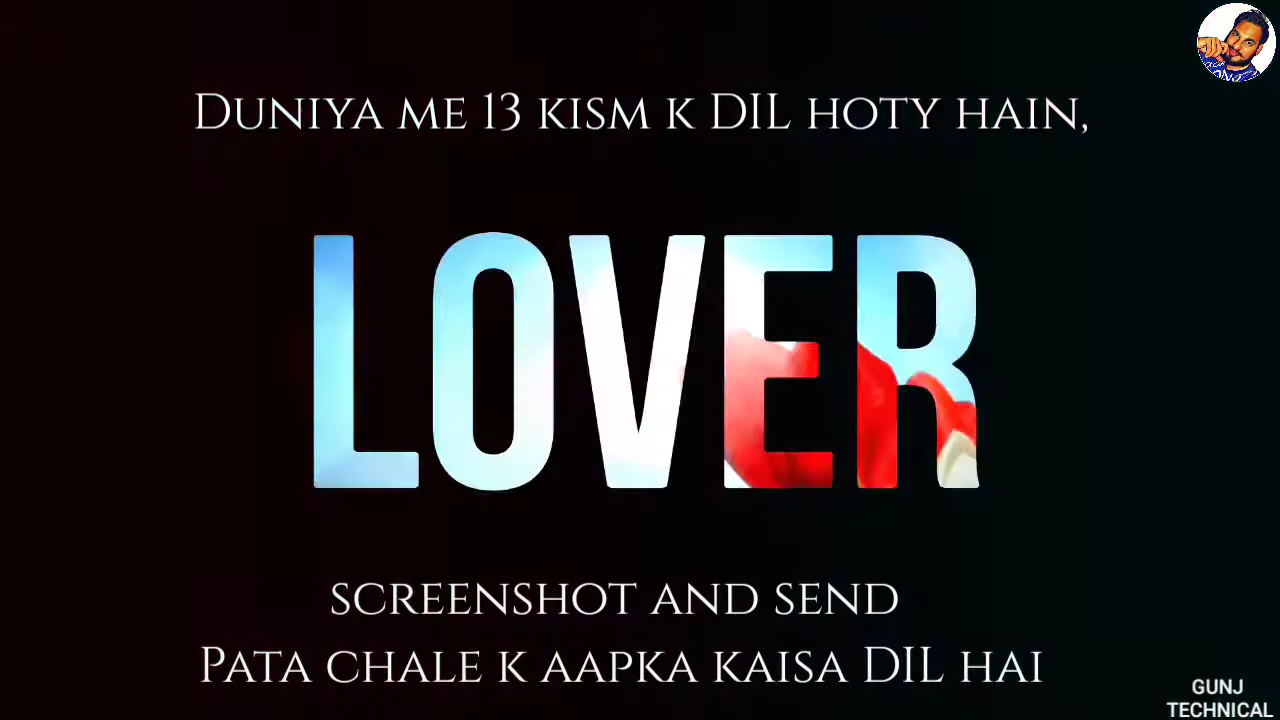 Duniya me 13 kism k DIL hoty hain,
LOVER
screenshot and send
Pata chale k aapka kaisa DIL hai
GUNJ
TECHNICAL